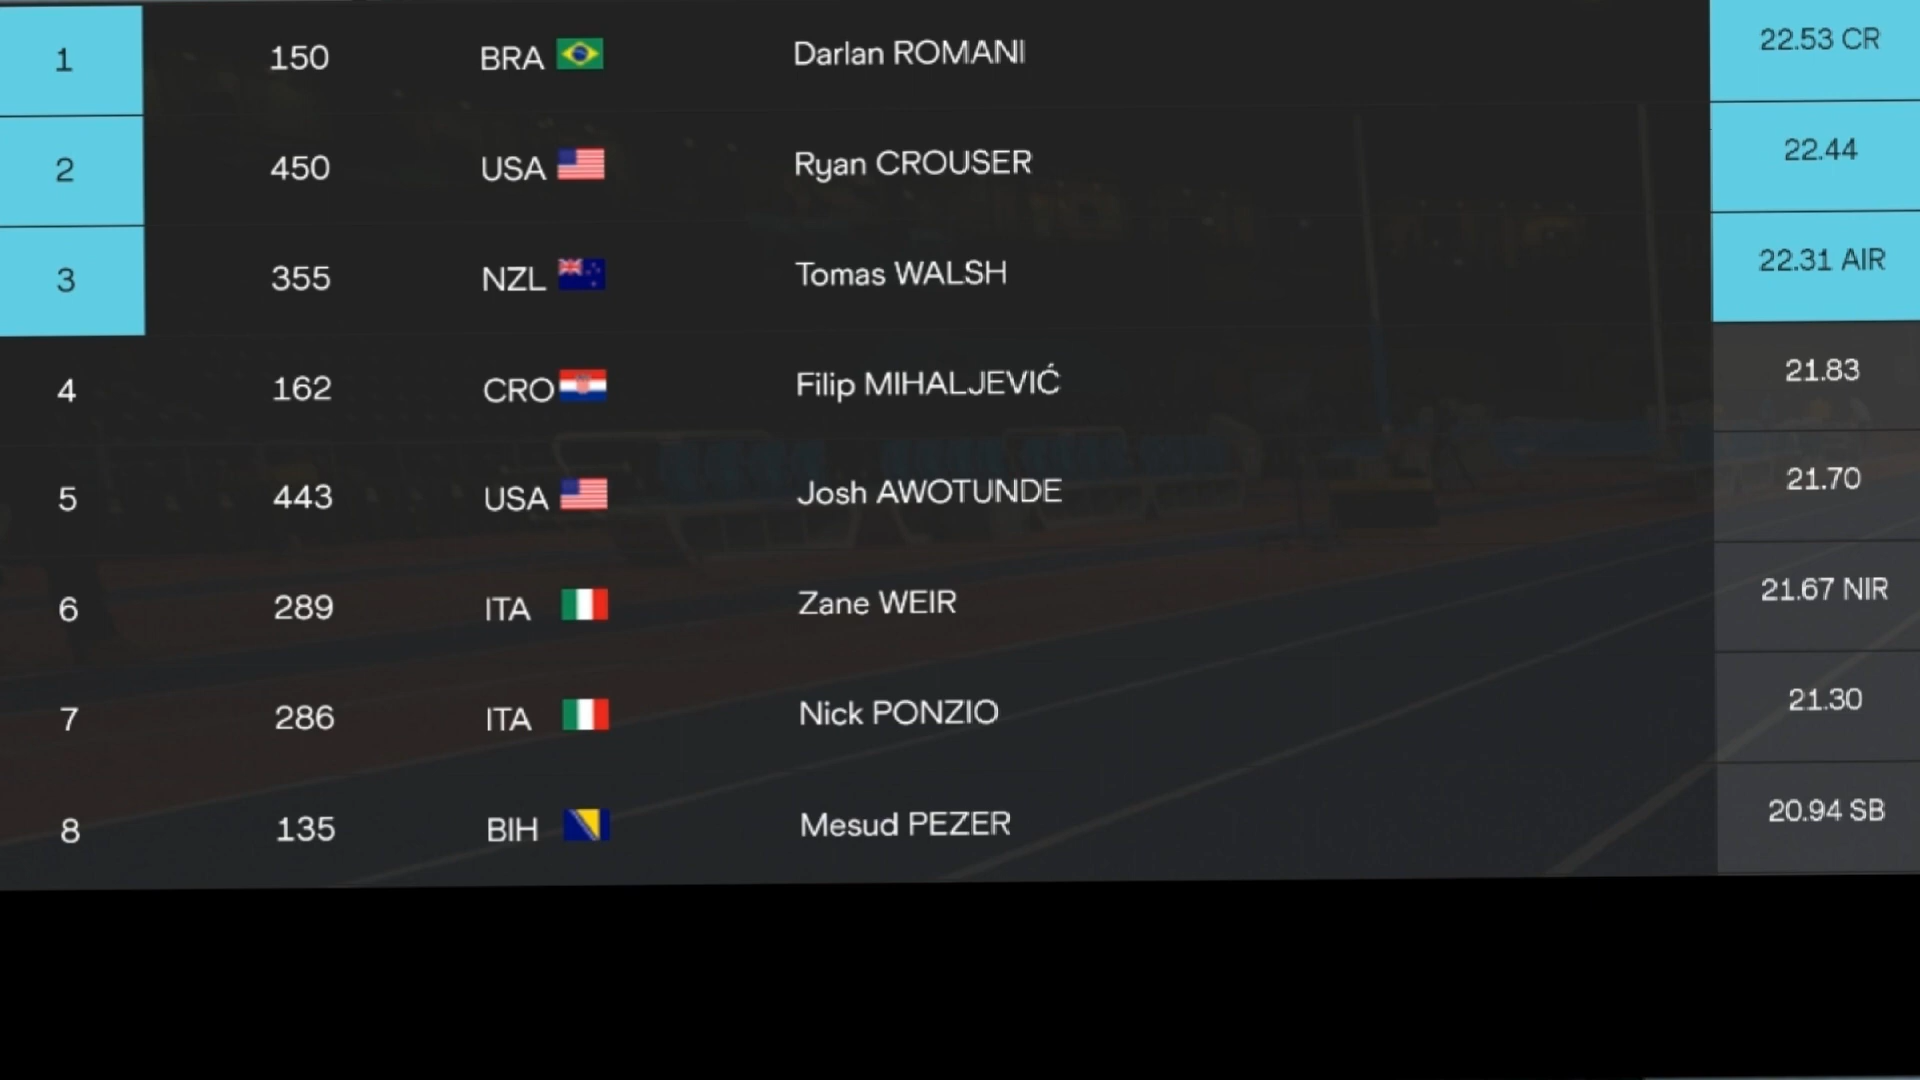 1 150 BRA Darlan ROMANI 22.53 CR
2 450 USA Ryan CROUSER 22.44
3 355 NZL Tomas WALSH 22.31 AIR
4 162 CRO Filip MIHALJEVIĆ 21.83
5 443 USA Josh AWOTUNDE 21.70
6 289 ITA Zane WEIR 21.67 NIR
7 286 ITA Nick PONZIO 21.30
8 135 BIH Mesud PEZER 20.94 SB